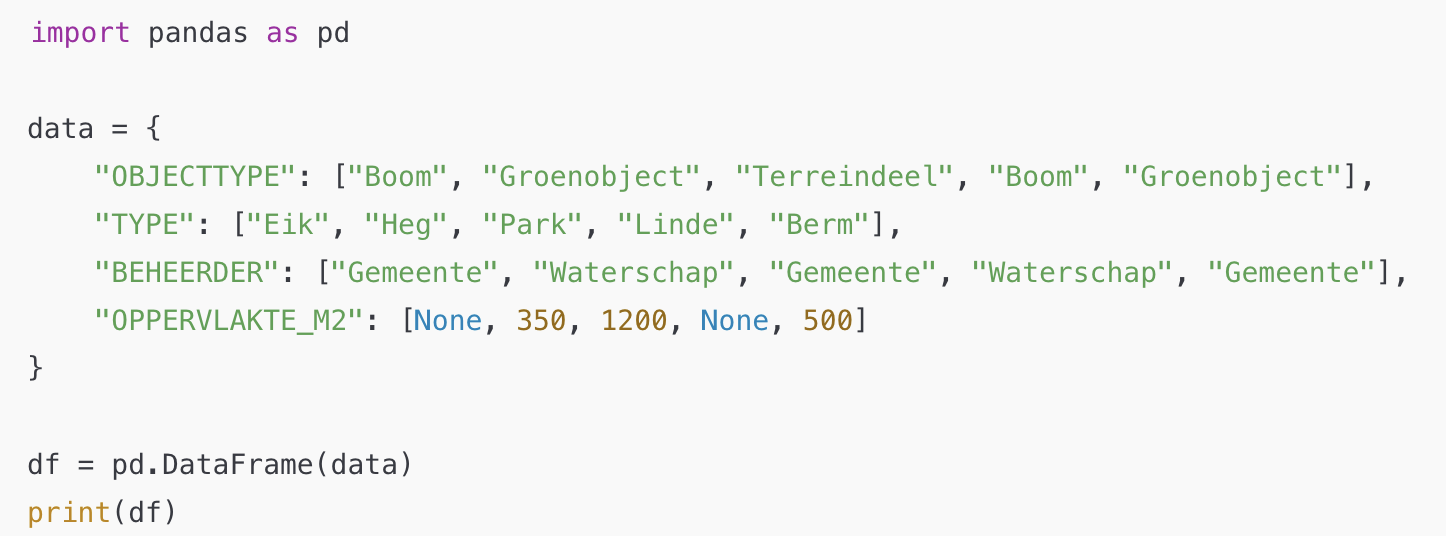 import pandas as pd
data = {
    "OBJECTTYPE": ["Boom", "Groenobject", "Terreindeel", "Boom", "Groenobject"],
    "TYPE": ["Eik", "Heg", "Park", "Linde", "Berm"],
    "BEHEERDER": ["Gemeente", "Waterschap", "Gemeente", "Waterschap", "Gemeente"],
    "OPPERVLAKTE_M2": [None, 350, 1200, None, 500]
}
df = pd.DataFrame(data)
print(df)